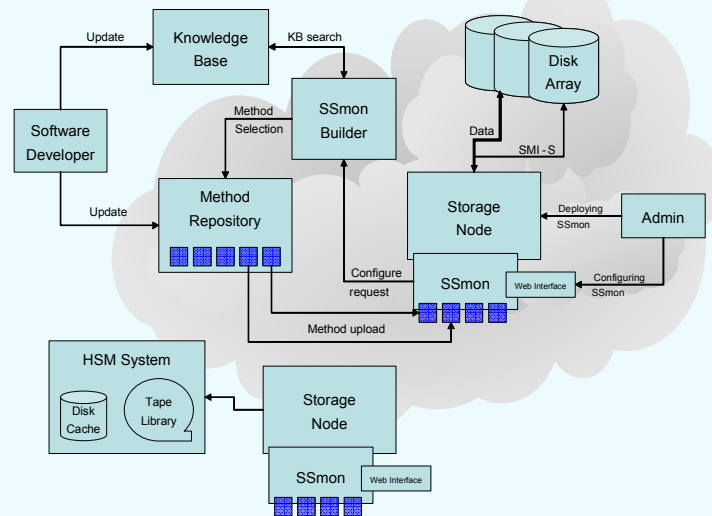 Update
Knowledge
Base
KB search
SSmon
Builder
Disk
Array
Software
Developer
Method
Selection
Data
SMI - S
Method
Repository
Update
Storage
Node
Deploying
SSmon
Admin
Configure
request
SSmon
Web Interface
Configuring
SSmon
Method upload
HSM System
Disk
Cache
Tape
Library
Storage
Node
SSmon
Web Interface